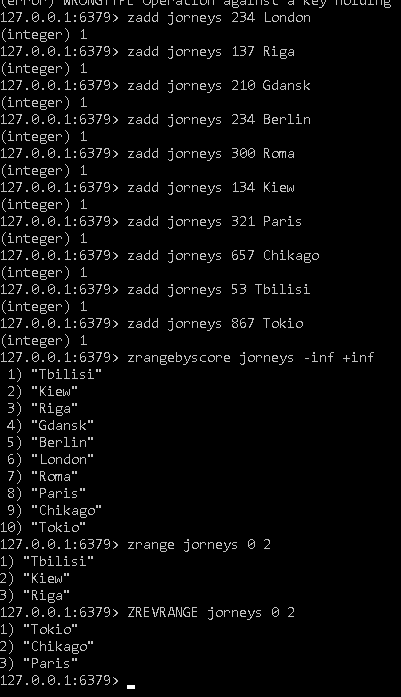 (error) WRONGTYPE Operation against a key holding
127.0.0.1:6379> zadd jorneys 234 London
(integer) 1
127.0.0.1:6379> zadd jorneys 137 Riga
(integer) 1
127.0.0.1:6379> zadd jorneys 210 Gdansk
(integer) 1
127.0.0.1:6379> zadd jorneys 234 Berlin
(integer) 1
127.0.0.1:6379> zadd jorneys 300 Roma
(integer) 1
127.0.0.1:6379> zadd jorneys 134 Kiew
(integer) 1
127.0.0.1:6379> zadd jorneys 321 Paris
(integer) 1
127.0.0.1:6379> zadd jorneys 657 Chikago
(integer) 1
127.0.0.1:6379> zadd jorneys 53 Tbilisi
(integer) 1
127.0.0.1:6379> zadd jorneys 867 Tokio
(integer) 1
127.0.0.1:6379> zrangebyscore jorneys -inf +inf
1) "Tbilisi"
2) "Kiew"
3) "Riga"
4) "Gdansk"
5) "Berlin"
6) "London"
7) "Roma"
8) "Paris"
9) "Chikago"
10) "Tokio"
127.0.0.1:6379> zrange jorneys 0 2
1) "Tbilisi"
2) "Kiew"
3) "Riga"
127.0.0.1:6379> ZREVRANGE jorneys 0 2
1) "Tokio"
2) "Chikago"
3) "Paris"
127.0.0.1:6379>